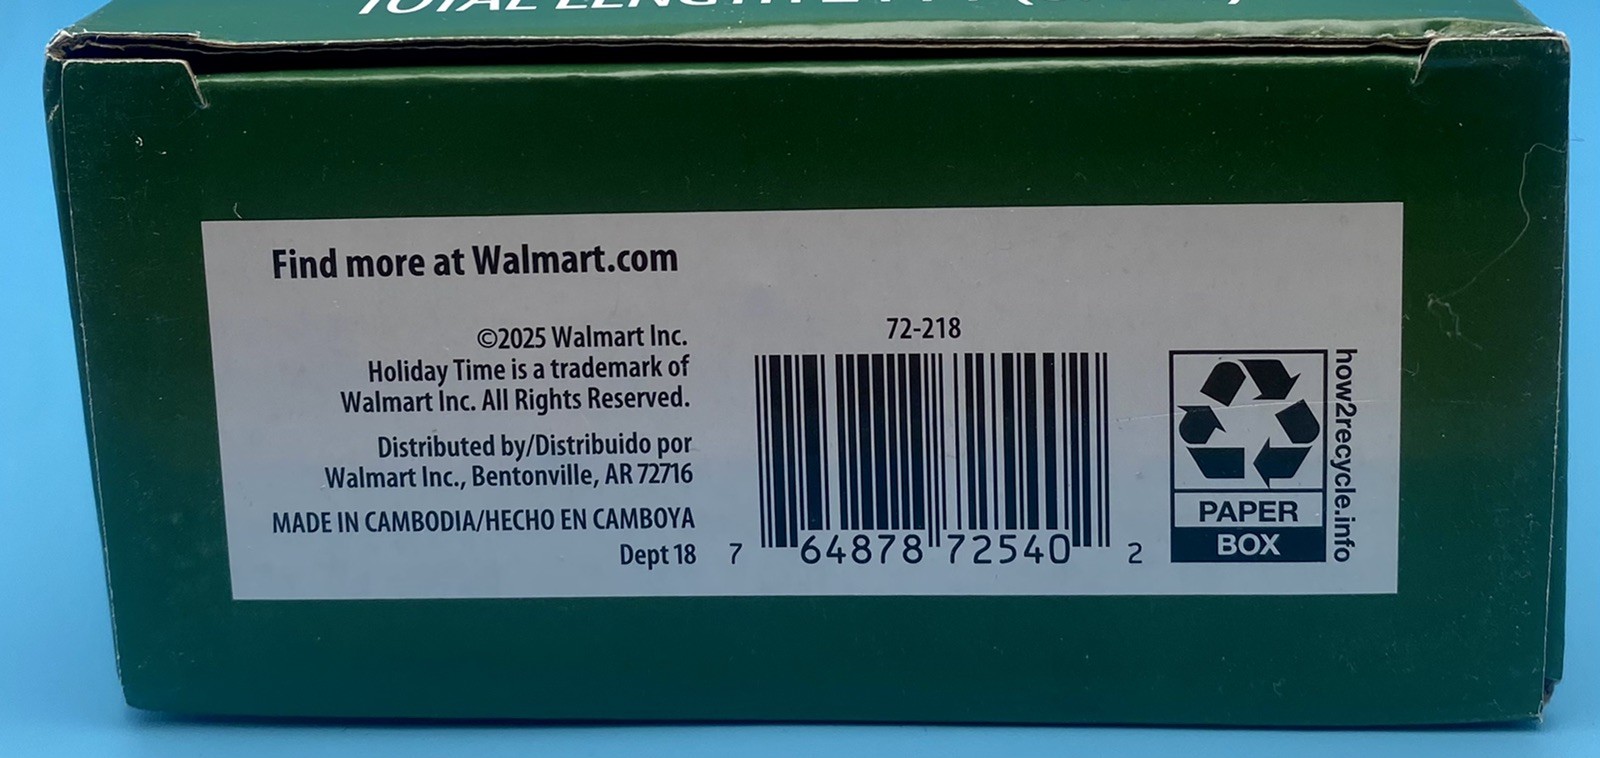 TOTAL LENGTH
Find more at Walmart.com
©2025 Walmart Inc.
Holiday Time is a trademark of
Walmart Inc. All Rights Reserved.
Distributed by/Distribuido por
Walmart Inc., Bentonville, AR 72716
MADE IN CAMBODIA/HECHO EN CAMBOYA
Dept 18
72-218
7 64878 72540 2
PAPER
BOX
how2recycle.info